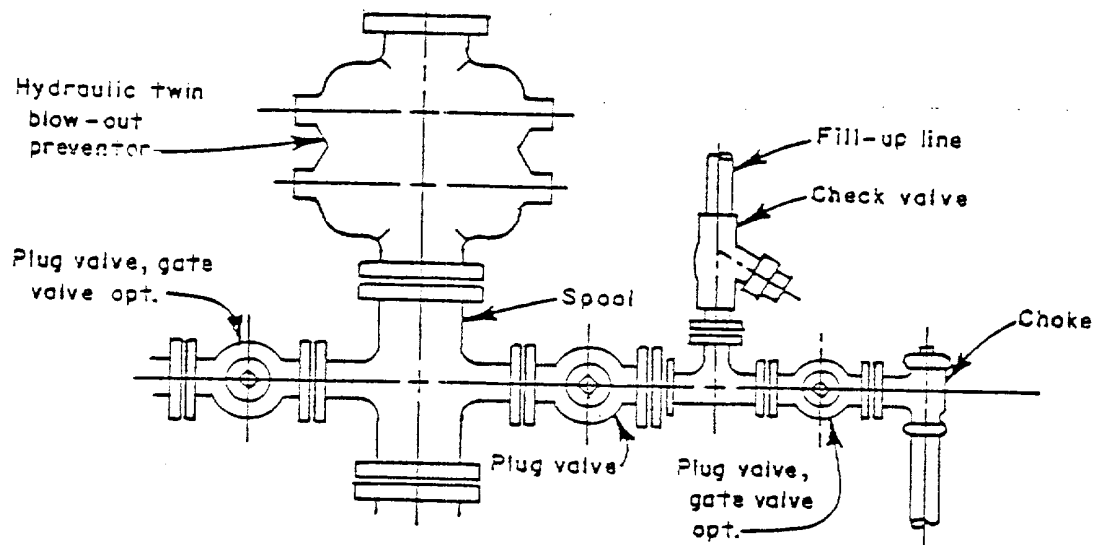 Hydraulic twin
blow-out
preventor
Fill-up line
Check valve
Plug valve, gate
valve opt.
Spool
Choke
Plug valve
Plug valve,
gate valve
opt.